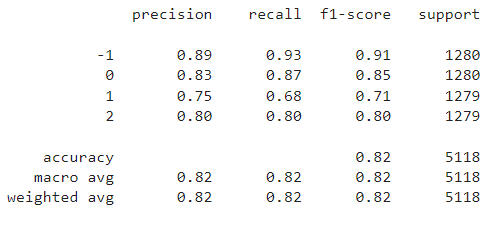 precision recall f1-score support
-1 0.89 0.93 0.91 1280
0 0.83 0.87 0.85 1280
1 0.75 0.68 0.71 1279
2 0.80 0.80 0.80 1279
accuracy 0.82 5118
macro avg 0.82 0.82 0.82 5118
weighted avg 0.82 0.82 0.82 5118